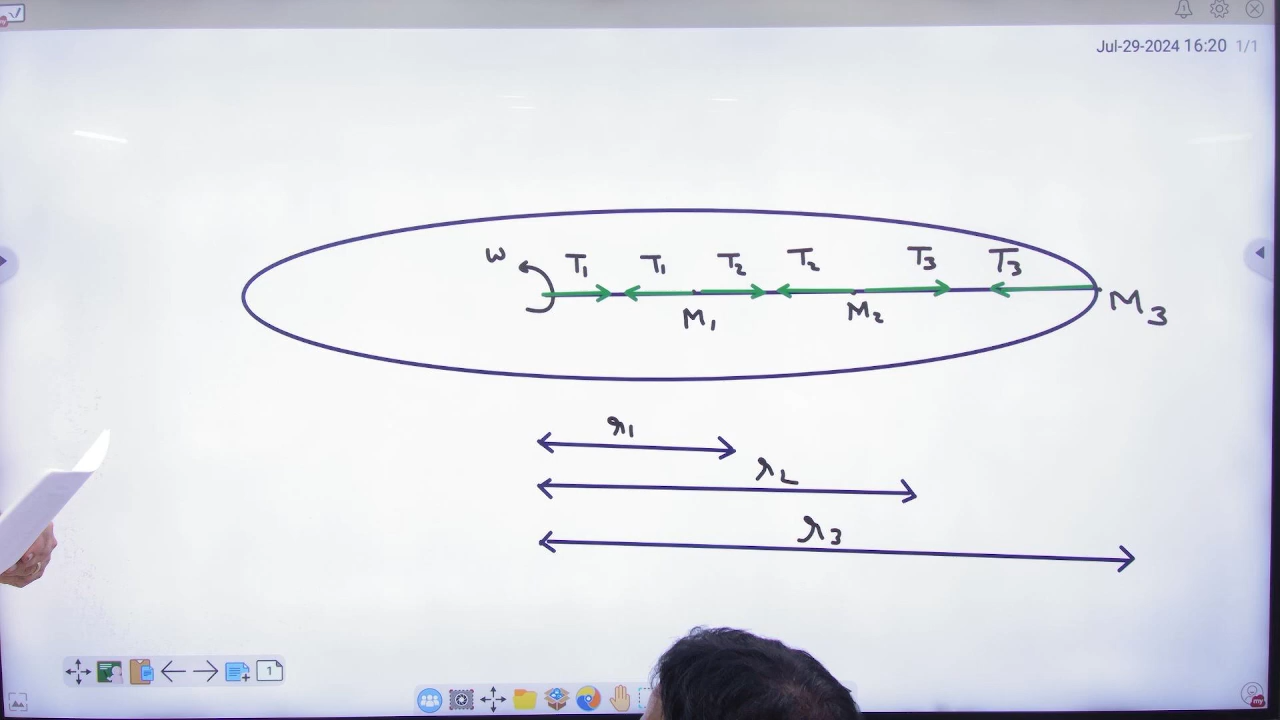 Jul-29-2024 16:20 1/1
ω T₁ T₁ T₂ T₂ T₃ T₃
M₁ M₂ M₃
r₁
r₂
r₃
1